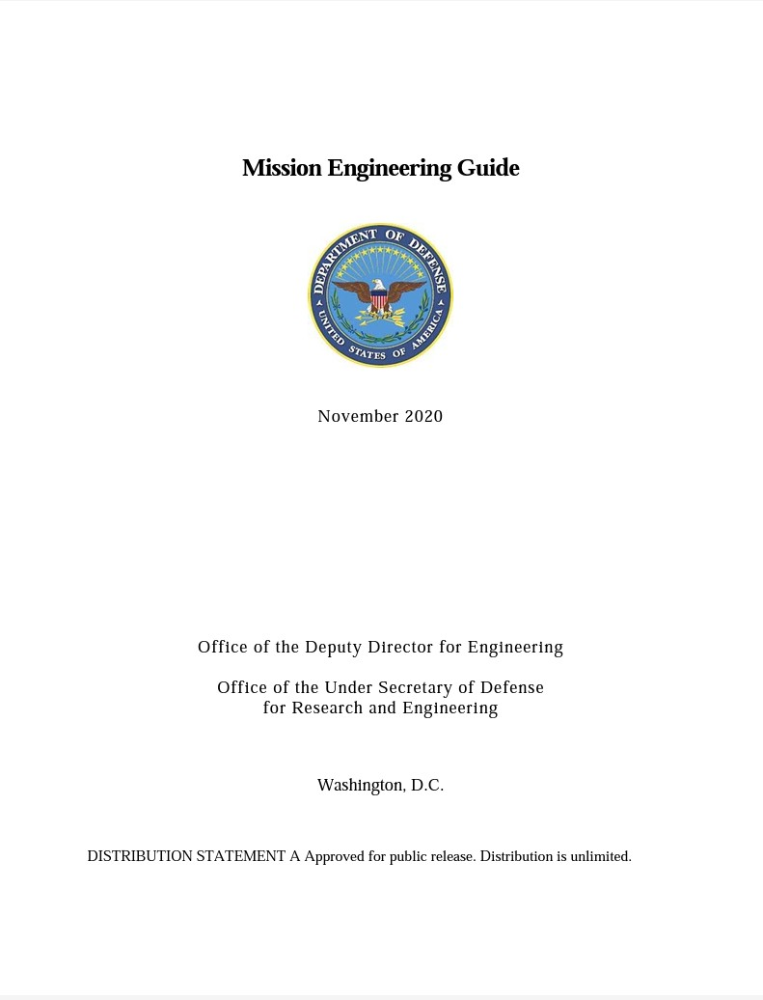 Mission Engineering Guide
DEPARTMENT OF DEFENSE
UNITED STATES OF AMERICA
November 2020
Office of the Deputy Director for Engineering
Office of the Under Secretary of Defense
for Research and Engineering
Washington, D.C.
DISTRIBUTION STATEMENT A Approved for public release. Distribution is unlimited.